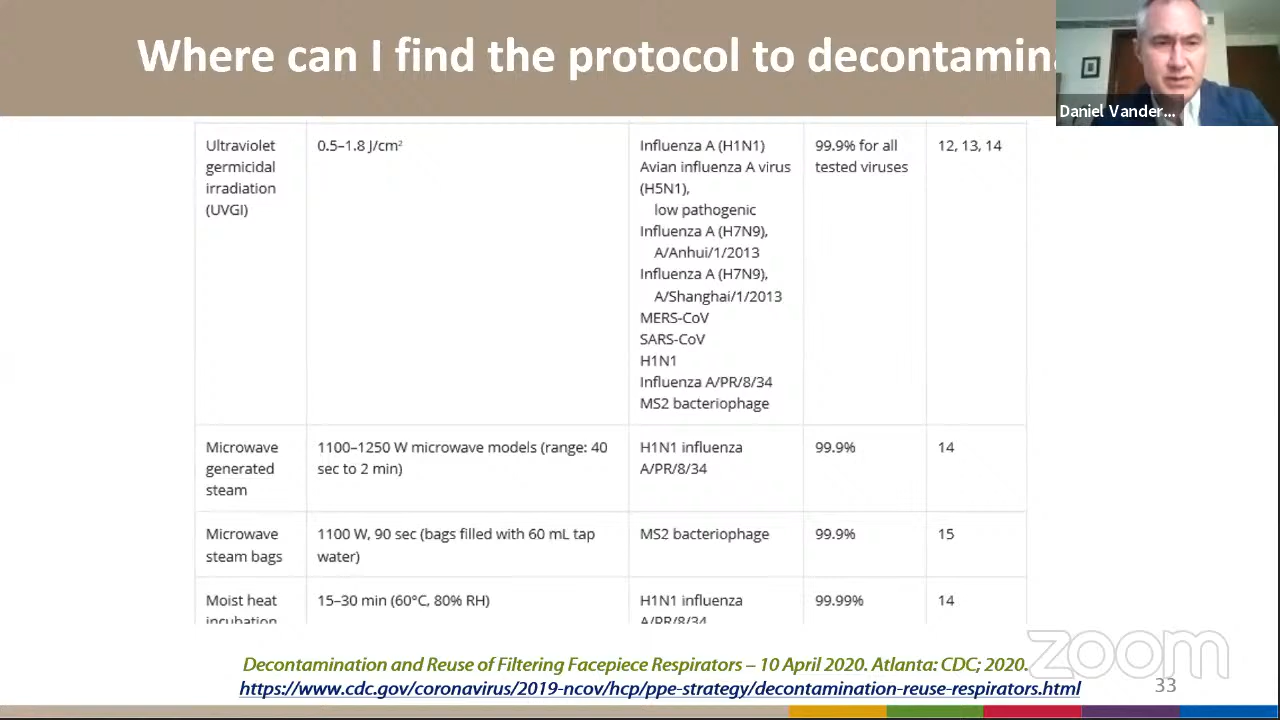 Where can I find the protocol to decontamin
Daniel Vander...
Ultraviolet
germicidal
irradiation
(UVGI)
0.5–1.8 J/cm²
Influenza A (H1N1)
Avian influenza A virus
(H5N1),
low pathogenic
Influenza A (H7N9),
A/Anhui/1/2013
Influenza A (H7N9),
A/Shanghai/1/2013
MERS-CoV
SARS-CoV
H1N1
Influenza A/PR/8/34
MS2 bacteriophage
99.9% for all
tested viruses
12, 13, 14
Microwave
generated
steam
1100–1250 W microwave models (range: 40
sec to 2 min)
H1N1 influenza
A/PR/8/34
99.9%
14
Microwave
steam bags
1100 W, 90 sec (bags filled with 60 mL tap
water)
MS2 bacteriophage
99.9%
15
Moist heat
incubation
15–30 min (60°C, 80% RH)
H1N1 influenza
A/PR/8/34
99.99%
14
Decontamination and Reuse of Filtering Facepiece Respirators – 10 April 2020. Atlanta: CDC; 2020.
https://www.cdc.gov/coronavirus/2019-ncov/hcp/ppe-strategy/decontamination-reuse-respirators.html
zoom
33